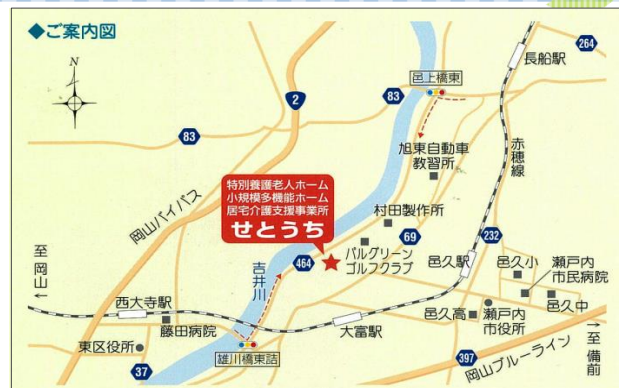 ◆ご案内図
N
2
83
83
264
長船駅
邑上橋東
旭東自動車
教習所
赤穂線
特別養護老人ホーム
小規模多機能ホーム
居宅介護支援事業所
せとうち
岡山バイパス
村田製作所
69
232
パルグリーン
ゴルフクラブ
464
吉井川
邑久駅
邑久小
瀬戸内
市民病院
至岡山←
西大寺駅
藤田病院
大富駅
邑久高
瀬戸内
市役所
邑久中
東区役所
雄川橋東詰
37
397
岡山ブルーライン
→至備前